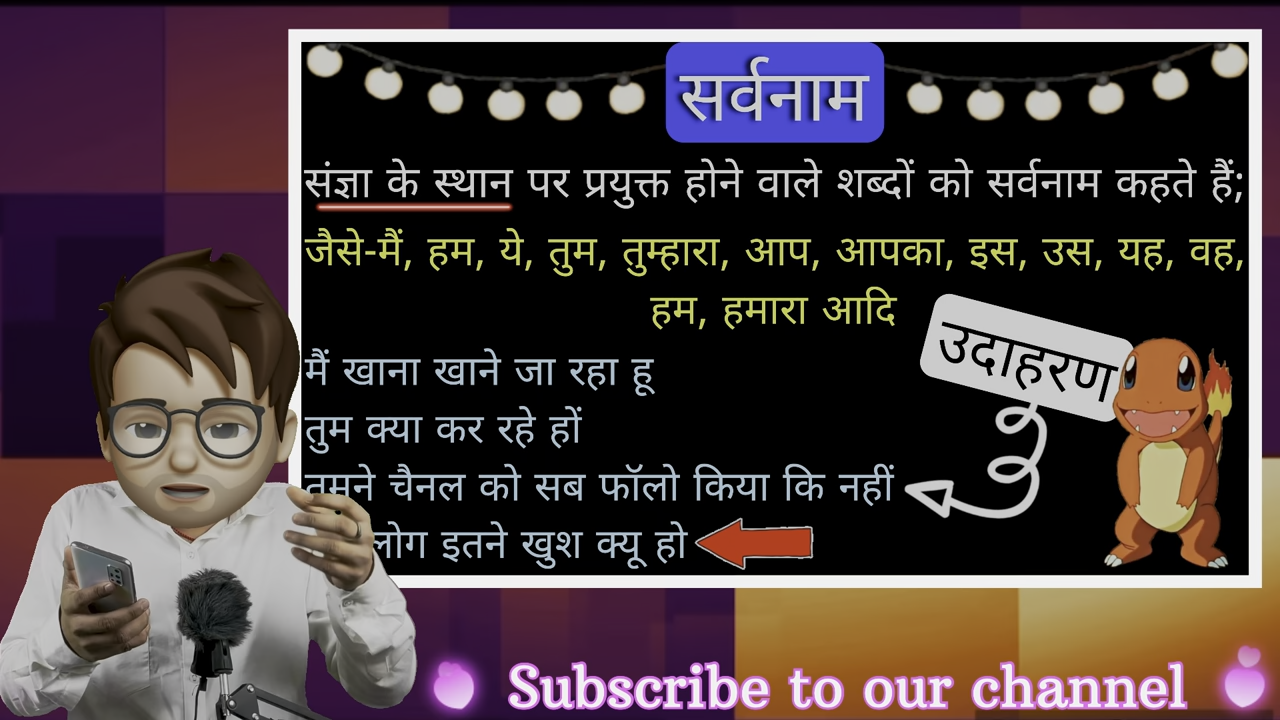 सर्वनाम
संज्ञा के स्थान पर प्रयुक्त होने वाले शब्दों को सर्वनाम कहते हैं;
जैसे-मैं, हम, ये, तुम, तुम्हारा, आप, आपका, इस, उस, यह, वह,
हम, हमारा आदि
उदाहरण
मैं खाना खाने जा रहा हू
तुम क्या कर रहे हों
तुमने चैनल को सब फॉलो किया कि नहीं
लोग इतने खुश क्यू हो
Subscribe to our channel